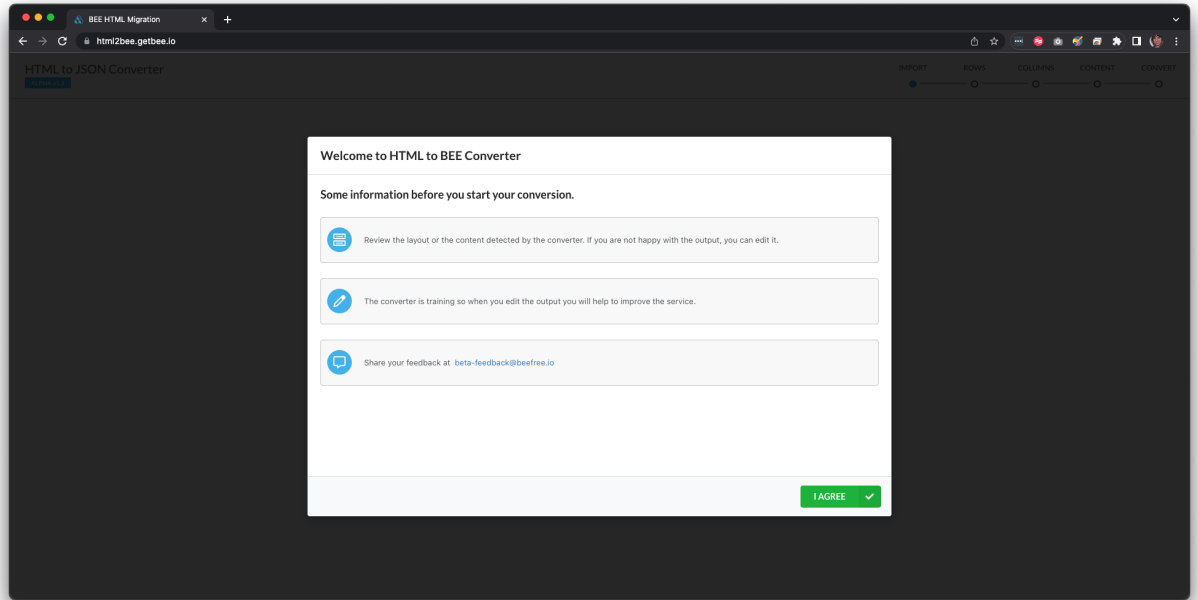 BEE HTML Migration
html2bee.getbee.io
HTML to JSON Converter
IMPORT ROWS COLUMNS CONTENT CONVERT
Welcome to HTML to BEE Converter
Some information before you start your conversion.
Review the layout or the content detected by the converter. If you are not happy with the output, you can edit it.
The converter is training so when you edit the output you will help to improve the service.
Share your feedback at beta-feedback@beefree.io
I AGREE